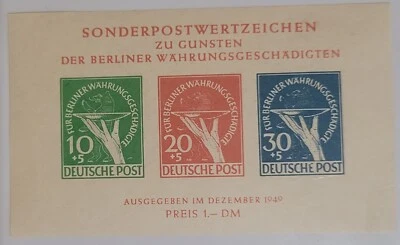 SONDERPOSTWERTZEICHEN
ZU GUNSTEN
DER BERLINER WÄHRUNGSGESCHÄDIGTEN
FÜR BERLINER WÄHRUNGSGESCHÄDIGTE
10
+5
DEUTSCHE POST
FÜR BERLINER WÄHRUNGSGESCHÄDIGTE
20
+5
DEUTSCHE POST
FÜR BERLINER WÄHRUNGSGESCHÄDIGTE
30
+5
DEUTSCHE POST
AUSGEGEBEN IM DEZEMBER 1949
PREIS 1.– DM